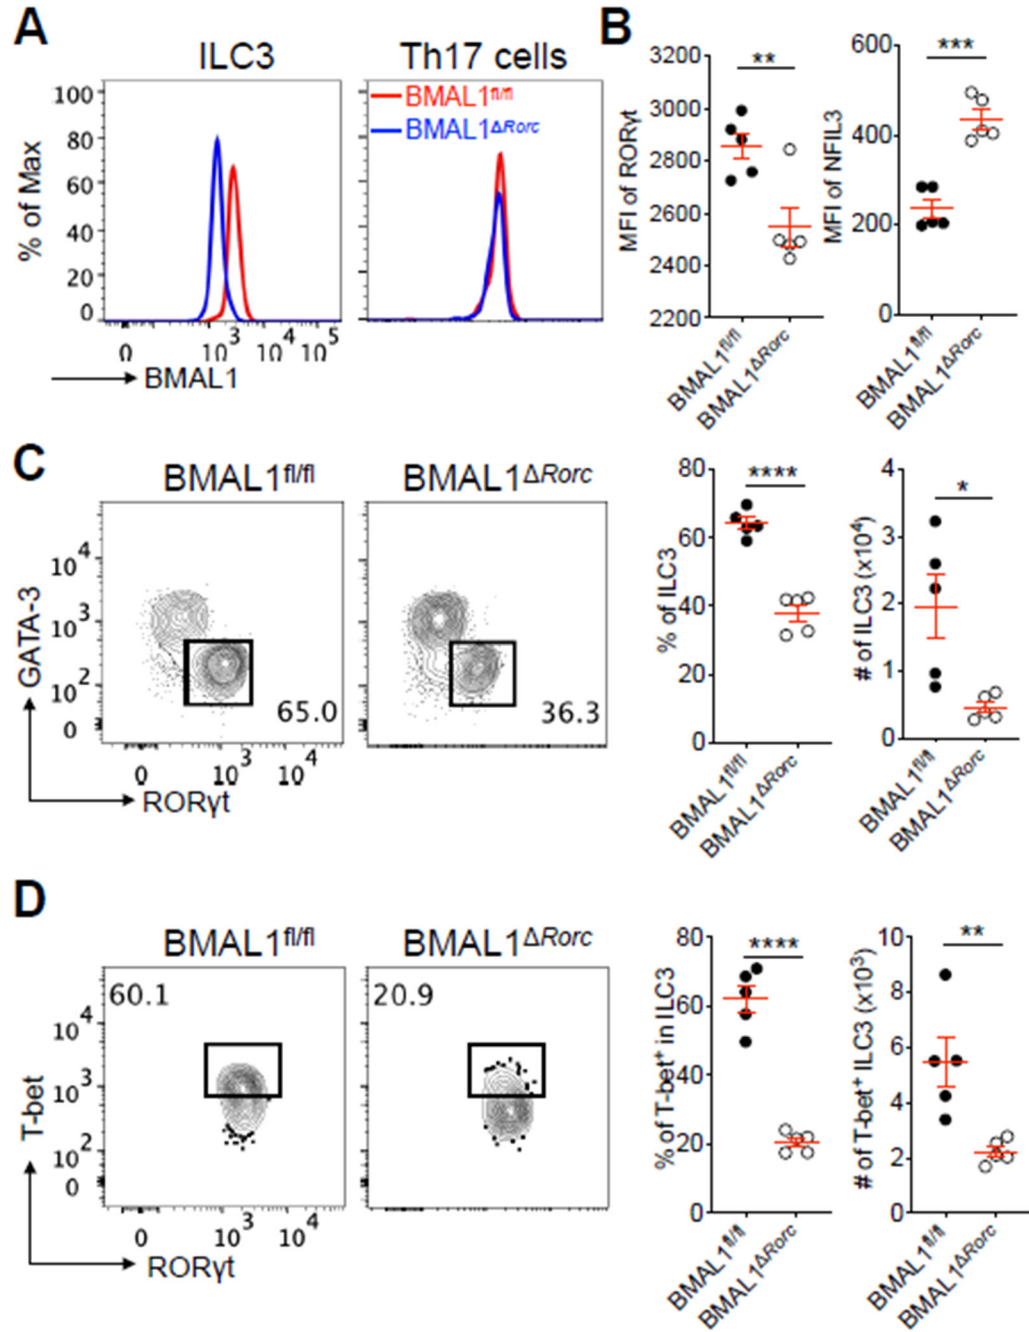 A
ILC3
Th17 cells
% of Max
100
80
60
40
20
0
0 10³ 10⁴ 10⁵
BMAL1
BMAL1fl/fl
BMAL1ΔRorc
B
MFI of RORγt
3200
3000
2800
2600
2400
2200
**
BMAL1fl/fl
BMAL1ΔRorc
MFI of NFIL3
600
400
200
0
***
BMAL1fl/fl
BMAL1ΔRorc
C
BMAL1fl/fl
BMAL1ΔRorc
GATA-3
10⁴
10³
10²
0
65.0
36.3
0 10³ 10⁴
RORγt
% of ILC3
80
60
40
20
0
****
BMAL1fl/fl
BMAL1ΔRorc
# of ILC3 (x10⁴)
4
3
2
1
0
*
BMAL1fl/fl
BMAL1ΔRorc
D
BMAL1fl/fl
BMAL1ΔRorc
60.1
20.9
T-bet
10⁴
10³
10²
0
0 10³ 10⁴
RORγt
% of T-bet⁺ in ILC3
80
60
40
20
0
****
BMAL1fl/fl
BMAL1ΔRorc
# of T-bet⁺ ILC3 (x10³)
10
8
6
4
2
0
**
BMAL1fl/fl
BMAL1ΔRorc